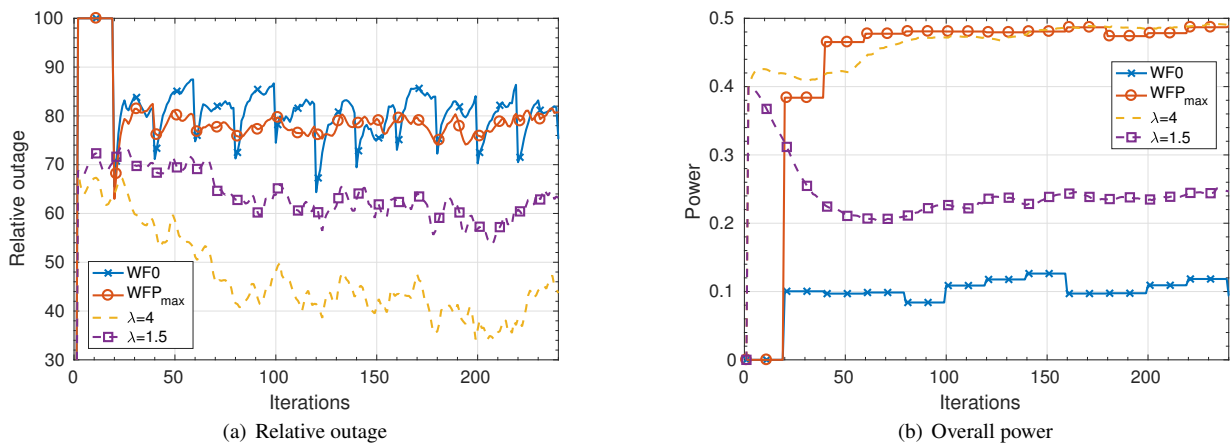 100
90
80
70
60
50
40
30
0
50
100
150
200
Relative outage
Iterations
WF0
WFPmax
λ=4
λ=1.5
(a) Relative outage
0.5
0.4
0.3
0.2
0.1
0
0
50
100
150
200
Power
Iterations
WF0
WFPmax
λ=4
λ=1.5
(b) Overall power